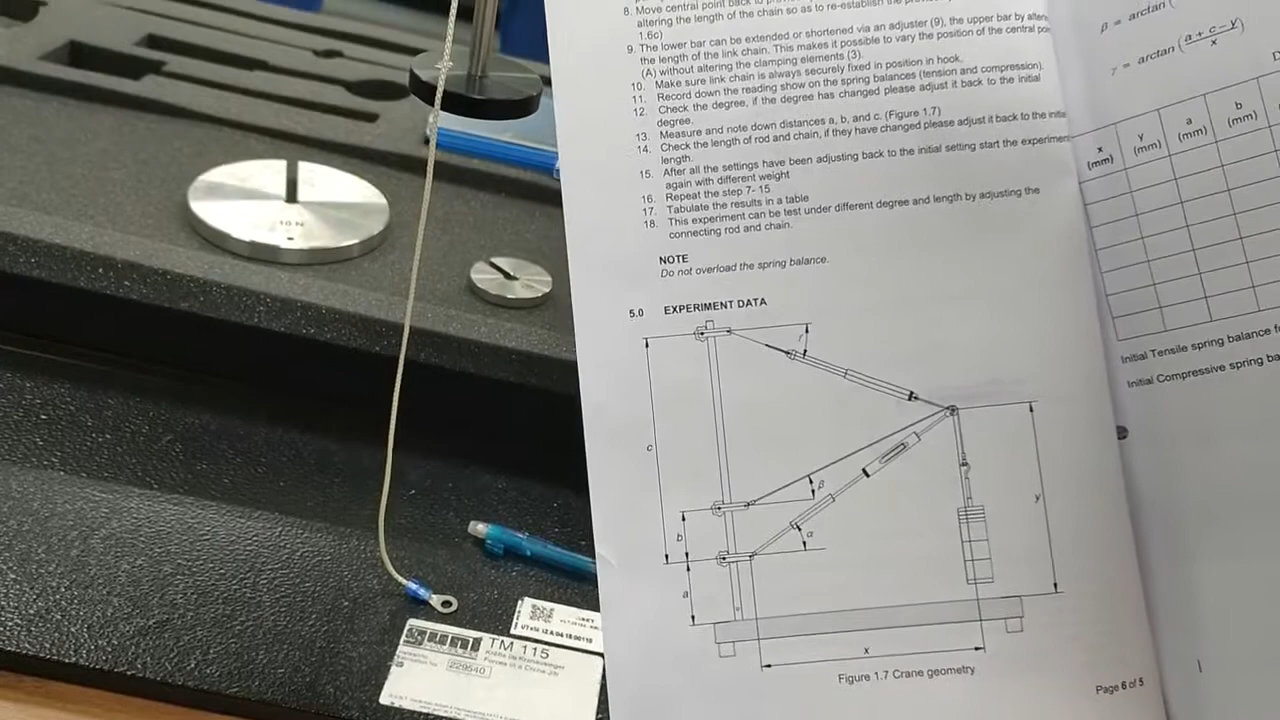 8. Move central point back to
altering the length of the chain so as to re-establish the
1.6c)
9. The lower bar can be extended or shortened via an adjuster (9), the upper bar by
the length of the link chain. This makes it possible to vary the position of the central
(A) without altering the clamping elements (3).
10. Make sure link chain is always securely fixed in position in hook.
11. Record down the reading show on the spring balances (tension and compression).
12. Check the degree, if the degree has changed please adjust it back to the initial
degree.
13. Measure and note down distances a, b, and c. (Figure 1.7)
14. Check the length of rod and chain, if they have changed please adjust it back to the
length.
15. After all the settings have been adjusting back to the initial setting start the
again with different weight
16. Repeat the step 7- 15
17. Tabulate the results in a table
18. This experiment can be test under different degree and length by adjusting the
connecting rod and chain.
NOTE
Do not overload the spring balance.
5.0 EXPERIMENT DATA
c
β
y
b
α
a
x
Figure 1.7 Crane geometry
Page 6 of 5
β = arctan (
γ = arctan (a + c − y / x)
x (mm)
y (mm)
a (mm)
b (mm)
Initial Tensile spring balance
Initial Compressive spring
10 N
gunt
TM 115
229540